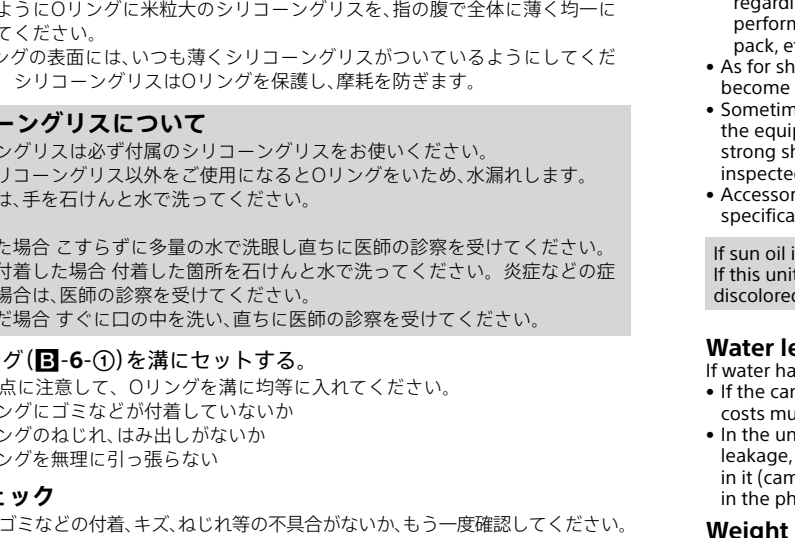 ようにOリングに米粒大のシリコーングリスを、指の腹で全体に薄く均一に
てください。
ングの表面には、いつも薄くシリコーングリスがついているようにしてくだ
シリコーングリスはOリングを保護し、摩耗を防ぎます。
ーングリスについて
ングリスは必ず付属のシリコーングリスをお使いください。
リコーングリス以外をご使用になるとOリングをいため、水漏れします。
は、手を石けんと水で洗ってください。
た場合 こすらずに多量の水で洗眼し直ちに医師の診察を受けてください。
付着した場合 付着した箇所を石けんと水で洗ってください。炎症などの症
場合は、医師の診察を受けてください。
だ場合 すぐに口の中を洗い、直ちに医師の診察を受けてください。
グ(B-6-①)を溝にセットする。
点に注意して、Oリングを溝に均等に入れてください。
ングにゴミなどが付着していないか
ングのねじれ、はみ出しがないか
ングを無理に引っ張らない
ェック
ゴミなどの付着、キズ、ねじれ等の不具合がないか、もう一度確認してください。
regardi
perform
pack, e
• As for sh
become
• Sometim
the equip
strong sh
inspected
• Accessor
specifica
If sun oil i
If this unit
discolored
Water le
If water ha
• If the car
costs mu
• In the un
leakage,
in it (cam
in the ph
Weight